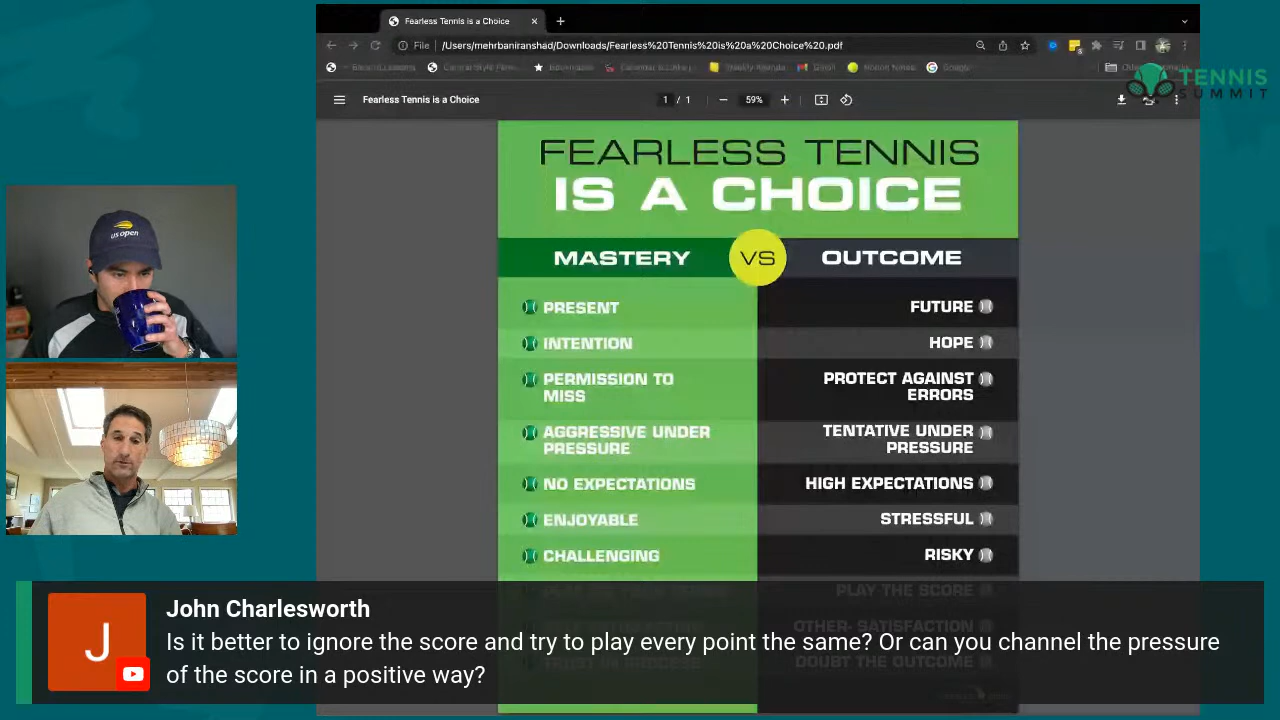 Fearless Tennis is a Choice
File /Users/mehrbaniranshad/Downloads/Fearless%20Tennis%20is%20a%20Choice%20.pdf
Google
Fearless Tennis is a Choice
1 / 1
59%
TENNIS
SUMMIT
FEARLESS TENNIS
IS A CHOICE
MASTERY
VS
OUTCOME
PRESENT
FUTURE
INTENTION
HOPE
PERMISSION TO
MISS
PROTECT AGAINST
ERRORS
AGGRESSIVE UNDER
PRESSURE
TENTATIVE UNDER
PRESSURE
NO EXPECTATIONS
HIGH EXPECTATIONS
ENJOYABLE
STRESSFUL
CHALLENGING
RISKY
PLAY THE SCORE
OTHER- SATISFACTION
DOUBT THE OUTCOME
us open
J
John Charlesworth
Is it better to ignore the score and try to play every point the same? Or can you channel the pressure
of the score in a positive way?